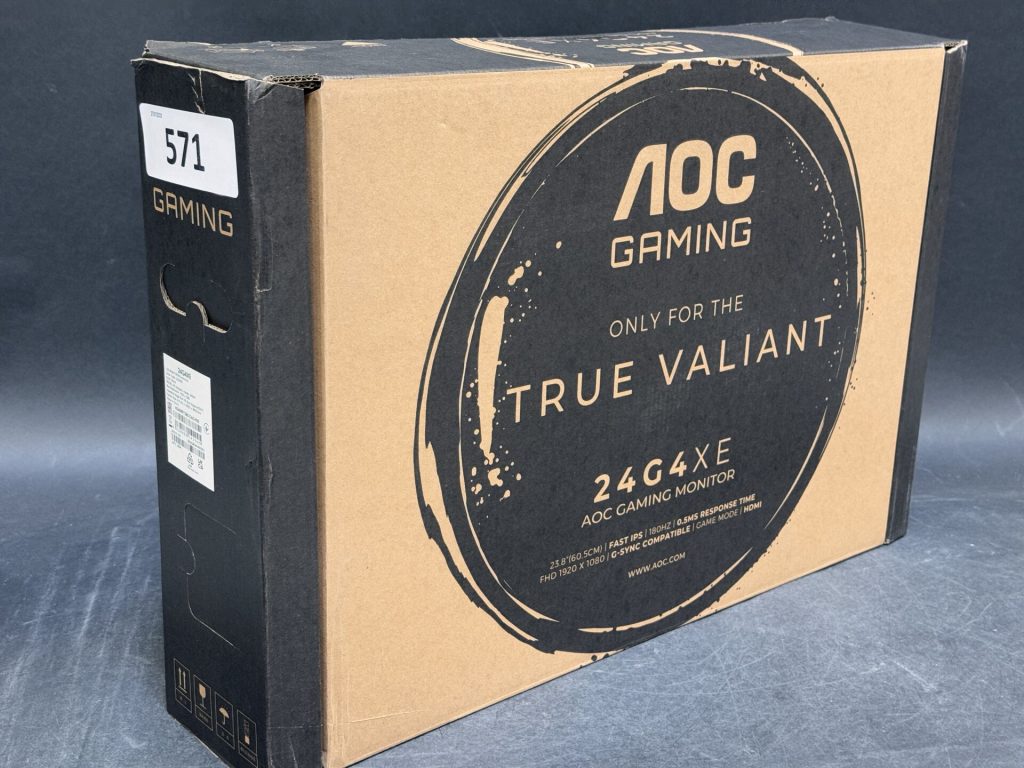 571
GAMING
24G4XE
AOC
GAMING
ONLY FOR THE
TRUE VALIANT
24G4XE
AOC GAMING MONITOR
23.8"(60.5CM) | FAST IPS | 180HZ | 0.5MS RESPONSE TIME
FHD 1920 X 1080 | G-SYNC COMPATIBLE | GAME MODE | HDMI
WWW.AOC.COM